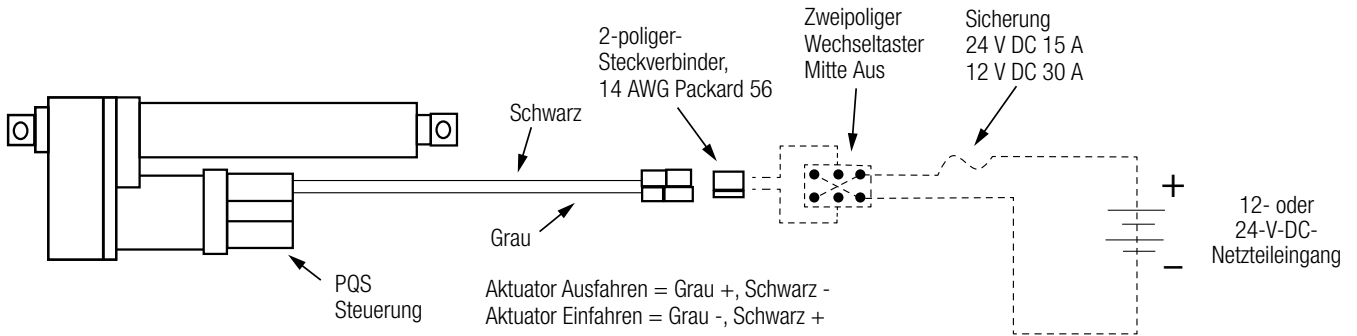 2-poliger-
Steckverbinder,
14 AWG Packard 56
Zweipoliger
Wechseltaster
Mitte Aus
Sicherung
24 V DC 15 A
12 V DC 30 A
Schwarz
Grau
PQS
Steuerung
Aktuator Ausfahren = Grau +, Schwarz -
Aktuator Einfahren = Grau -, Schwarz +
+
−
12- oder
24-V-DC-
Netzteileingang